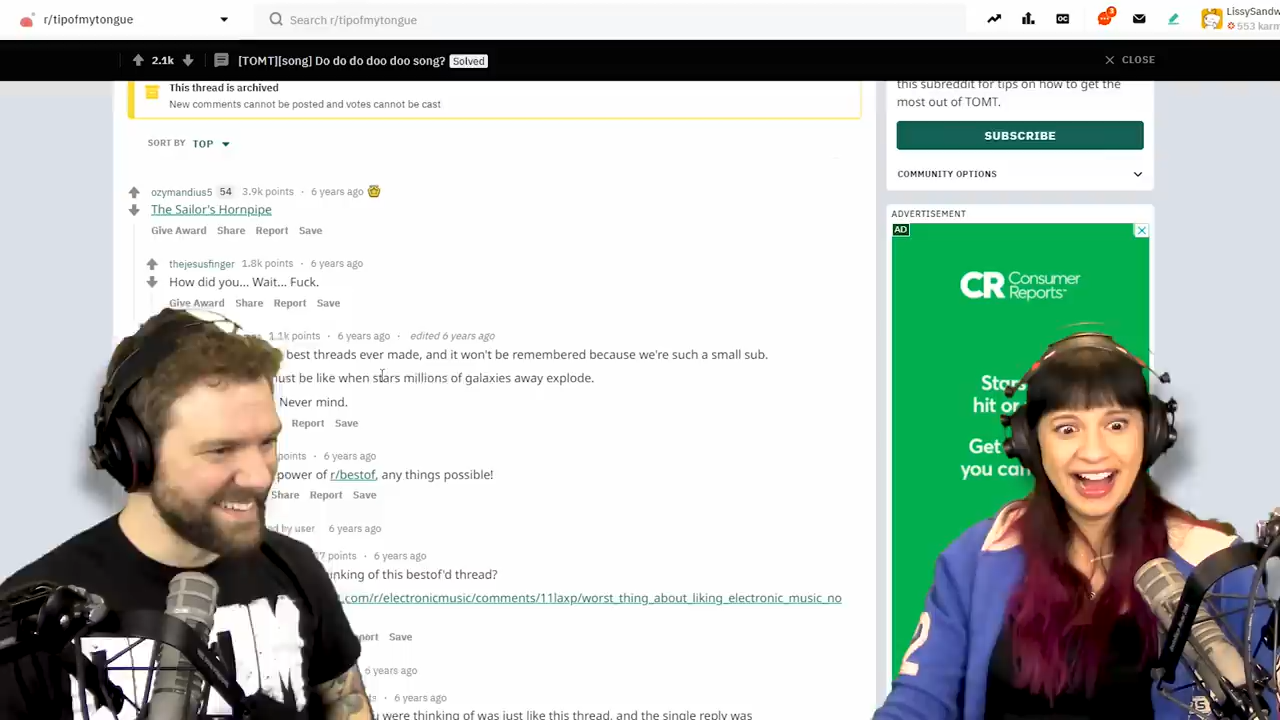 r/tipofmytongue
Search r/tipofmytongue
LissySandw
553 karm
2.1k
[TOMT][song] Do do do doo doo song? Solved
CLOSE
This thread is archived
New comments cannot be posted and votes cannot be cast
SORT BY TOP
ozymandius5 54 3.9k points · 6 years ago
The Sailor's Hornpipe
Give Award Share Report Save
thejesusfinger 1.8k points · 6 years ago
How did you... Wait... Fuck.
Give Award Share Report Save
1.1k points · 6 years ago · edited 6 years ago
best threads ever made, and it won't be remembered because we're such a small sub.
be like when stars millions of galaxies away explode.
Never mind.
Report Save
points · 6 years ago
power of r/bestof, any things possible!
Share Report Save
by user 6 years ago
points · 6 years ago
of this bestof'd thread?
.com/r/electronicmusic/comments/11laxp/worst_thing_about_liking_electronic_music_no
Save
6 years ago
· 6 years ago
were thinking of was just like this thread, and the single reply was
this subreddit for tips on how to get the
most out of TOMT.
SUBSCRIBE
COMMUNITY OPTIONS
ADVERTISEMENT
AD
CR Consumer
Reports
hit or
Get
you can